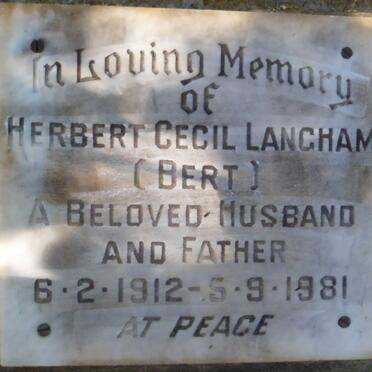 In Loving Memory
of
HERBERT CECIL LANGHAM
(BERT)
A BELOVED HUSBAND
AND FATHER
6·2·1912-5·9·1981
AT PEACE